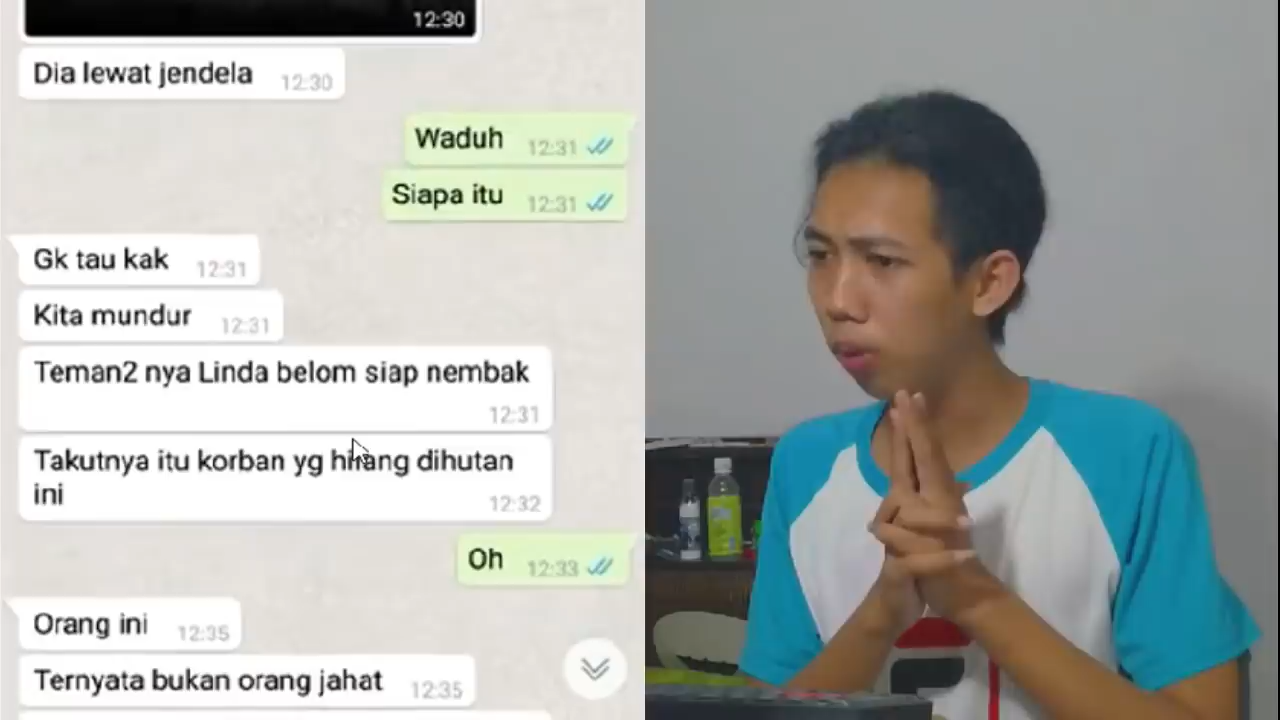 12:30
Dia lewat jendela 12:30
Waduh 12:31
Siapa itu 12:31
Gk tau kak 12:31
Kita mundur 12:31
Teman2 nya Linda belom siap nembak
12:31
Takutnya itu korban yg hilang dihutan
ini 12:32
Oh 12:33
Orang ini 12:35
Ternyata bukan orang jahat 12:35